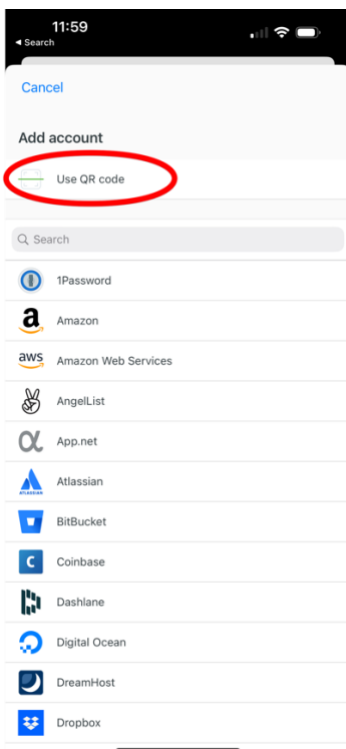 11:59
◀ Search
Cancel
Add account
Use QR code
Search
1Password
a Amazon
aws Amazon Web Services
AngelList
App.net
ATLASSIAN Atlassian
BitBucket
C Coinbase
Dashlane
Digital Ocean
DreamHost
Dropbox